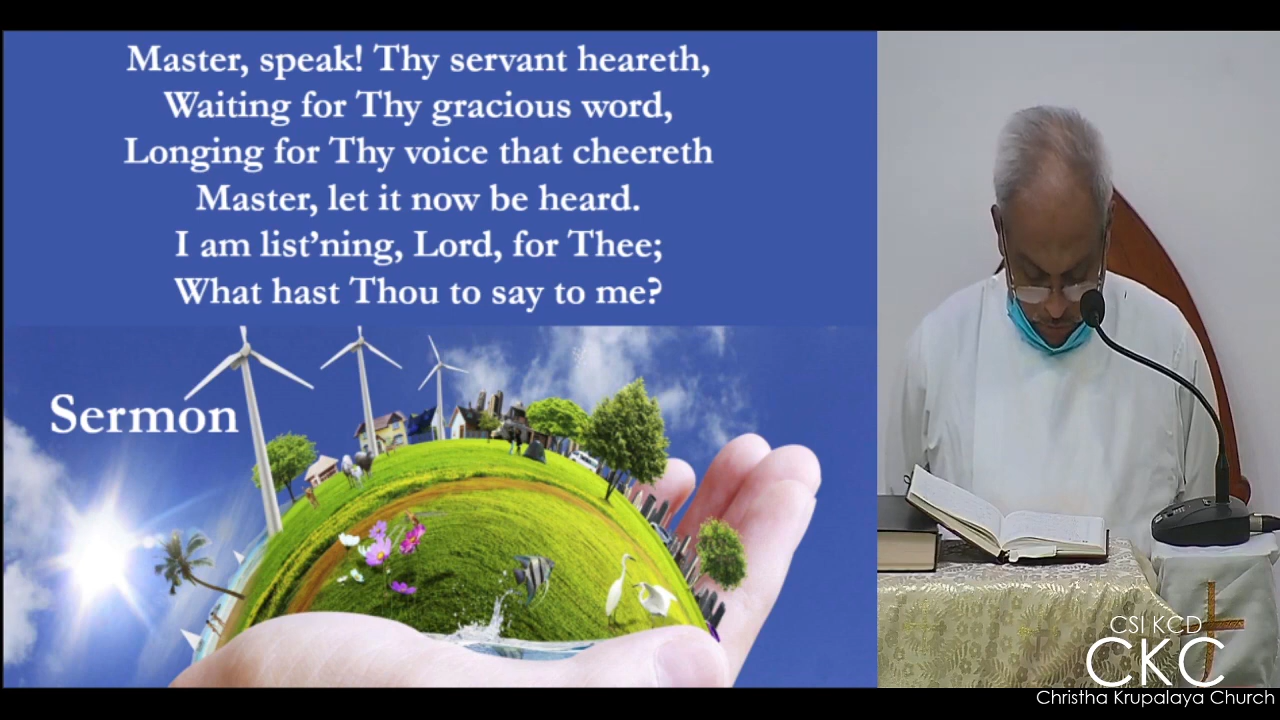 Master, speak! Thy servant heareth,
Waiting for Thy gracious word,
Longing for Thy voice that cheereth
Master, let it now be heard.
I am list’ning, Lord, for Thee;
What hast Thou to say to me?
Sermon
CSI KCD
CKC
Christha Krupalaya Church